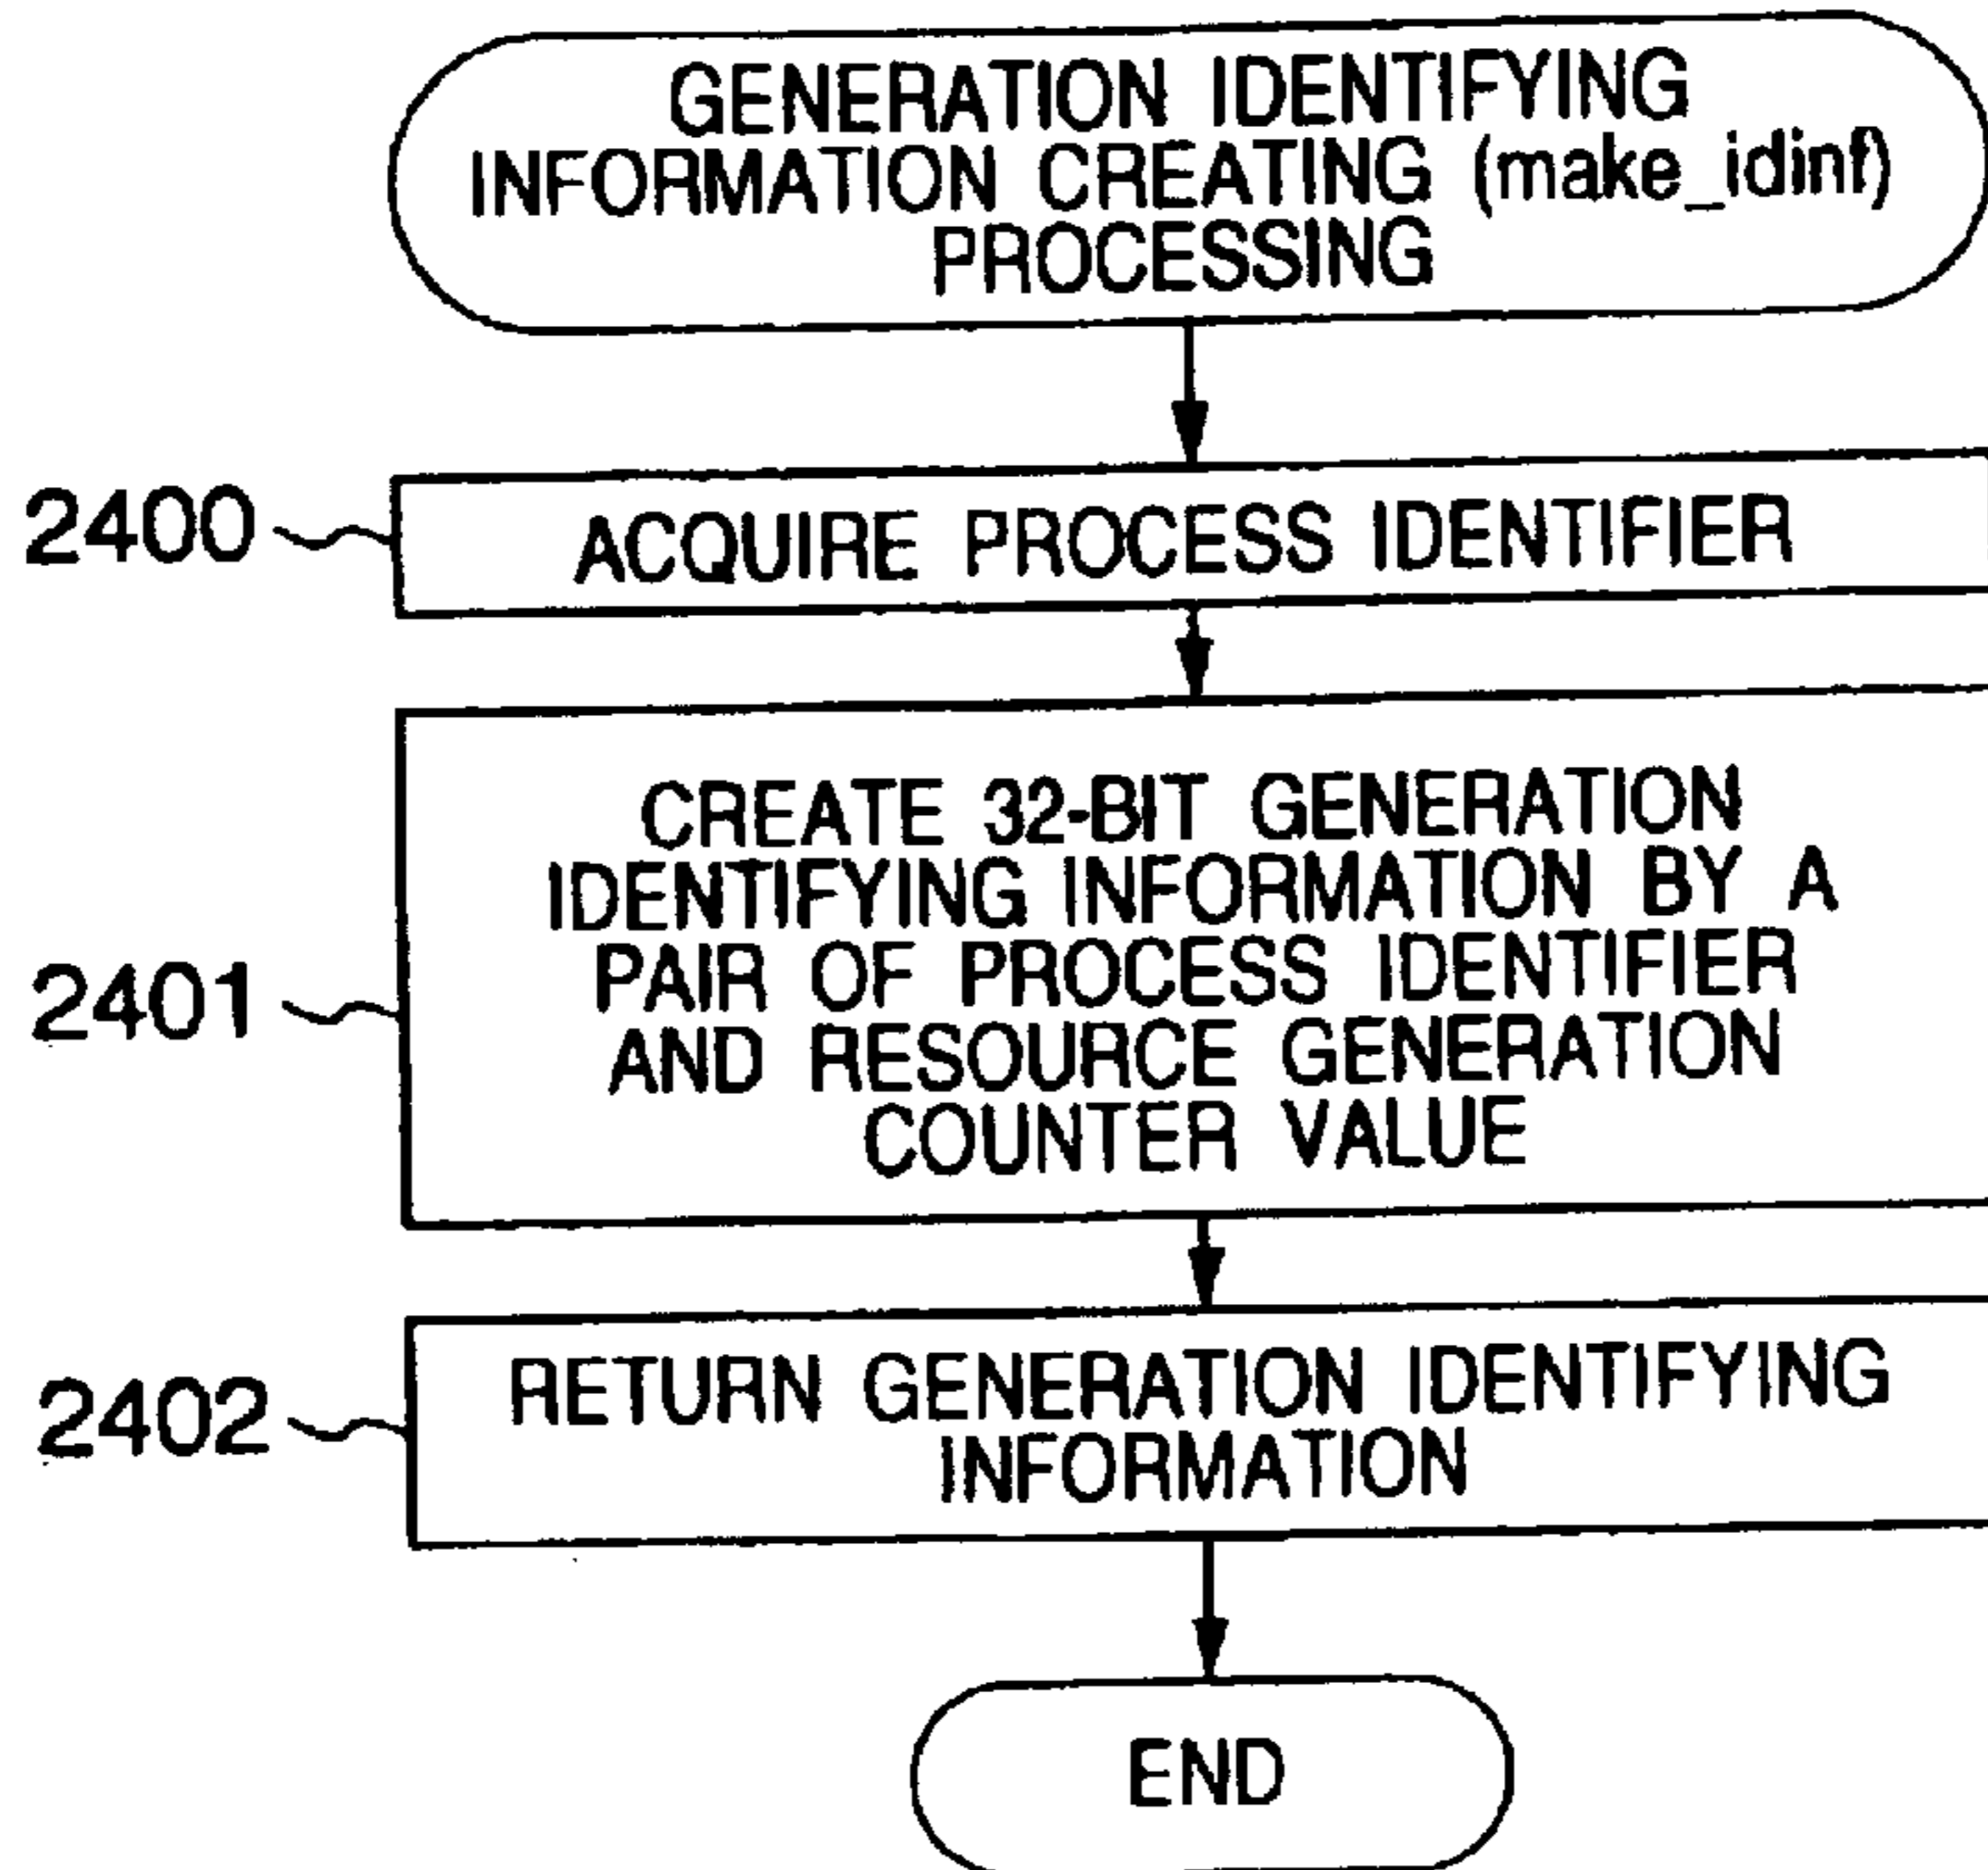 GENERATION IDENTIFYING
INFORMATION CREATING (make_idinf)
PROCESSING
2400
ACQUIRE PROCESS IDENTIFIER
CREATE 32-BIT GENERATION
IDENTIFYING INFORMATION BY A
PAIR OF PROCESS IDENTIFIER
AND RESOURCE GENERATION
COUNTER VALUE
2401
RETURN GENERATION IDENTIFYING
INFORMATION
2402
END